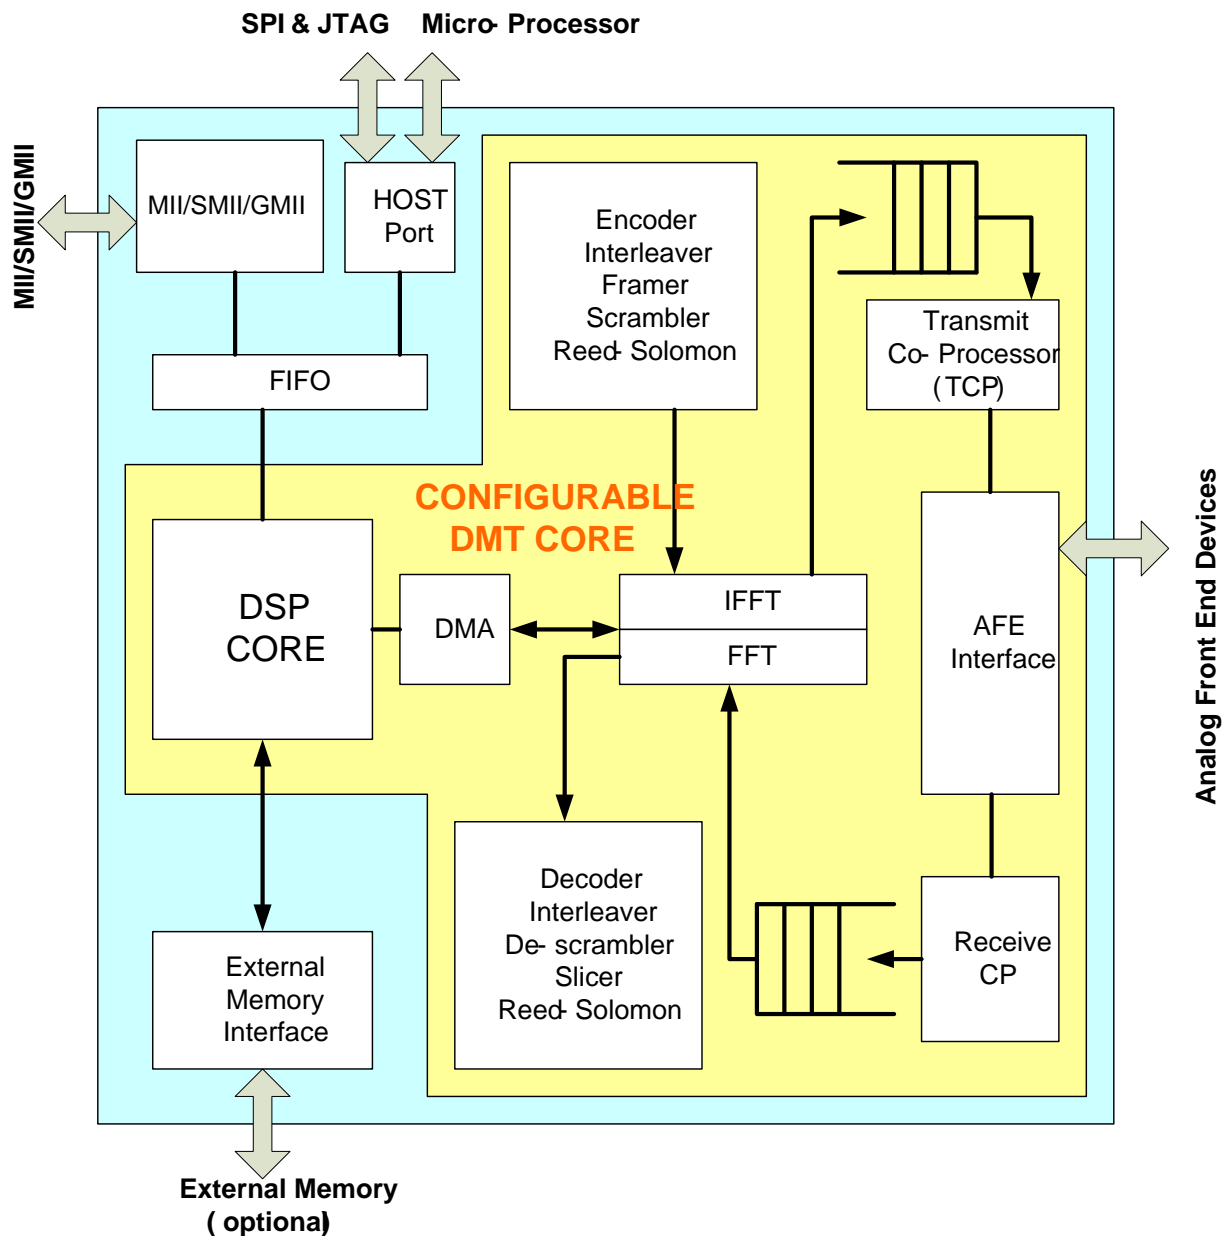 SPI & JTAG
Micro- Processor
MII/SMII/GMII
MII/SMII/GMII
HOST
Port
FIFO
Encoder
Interleaver
Framer
Scrambler
Reed- Solomon
Transmit
Co- Processor
( TCP)
CONFIGURABLE
DMT CORE
DSP
CORE
DMA
IFFT
FFT
AFE
Interface
Analog Front End Devices
Decoder
Interleaver
De- scrambler
Slicer
Reed- Solomon
Receive
CP
External
Memory
Interface
External Memory
( optional)